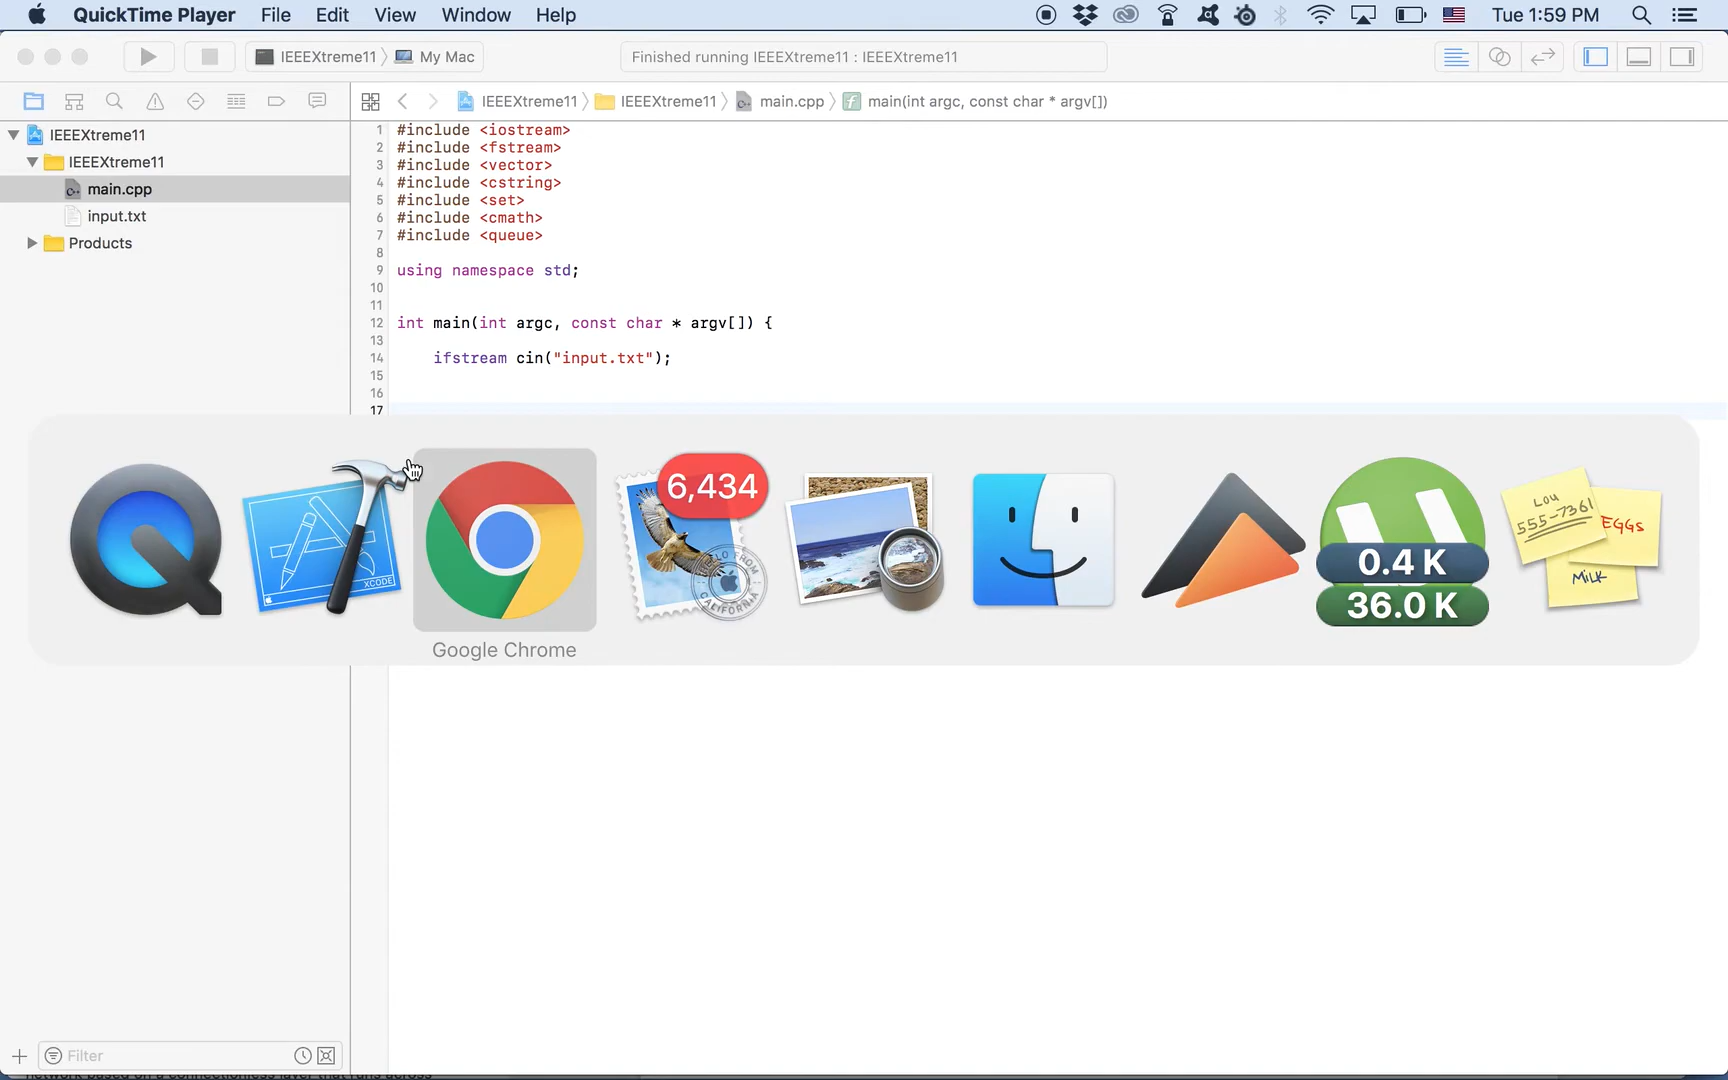 QuickTime Player File Edit View Window Help Tue 1:59 PM
IEEEXtreme11 My Mac Finished running IEEEXtreme11 : IEEEXtreme11
IEEEXtreme11 IEEEXtreme11 main.cpp main(int argc, const char * argv[])
IEEEXtreme11
IEEEXtreme11
main.cpp
input.txt
Products
1 #include <iostream>
2 #include <fstream>
3 #include <vector>
4 #include <cstring>
5 #include <set>
6 #include <cmath>
7 #include <queue>
8
9 using namespace std;
10
11
12 int main(int argc, const char * argv[]) {
13
14 ifstream cin("input.txt");
15
16
17
6,434
XCODE
CALIFORNIA
0.4 K
36.0 K
LOU
555-7361
EGGS
MILK
Google Chrome
Filter